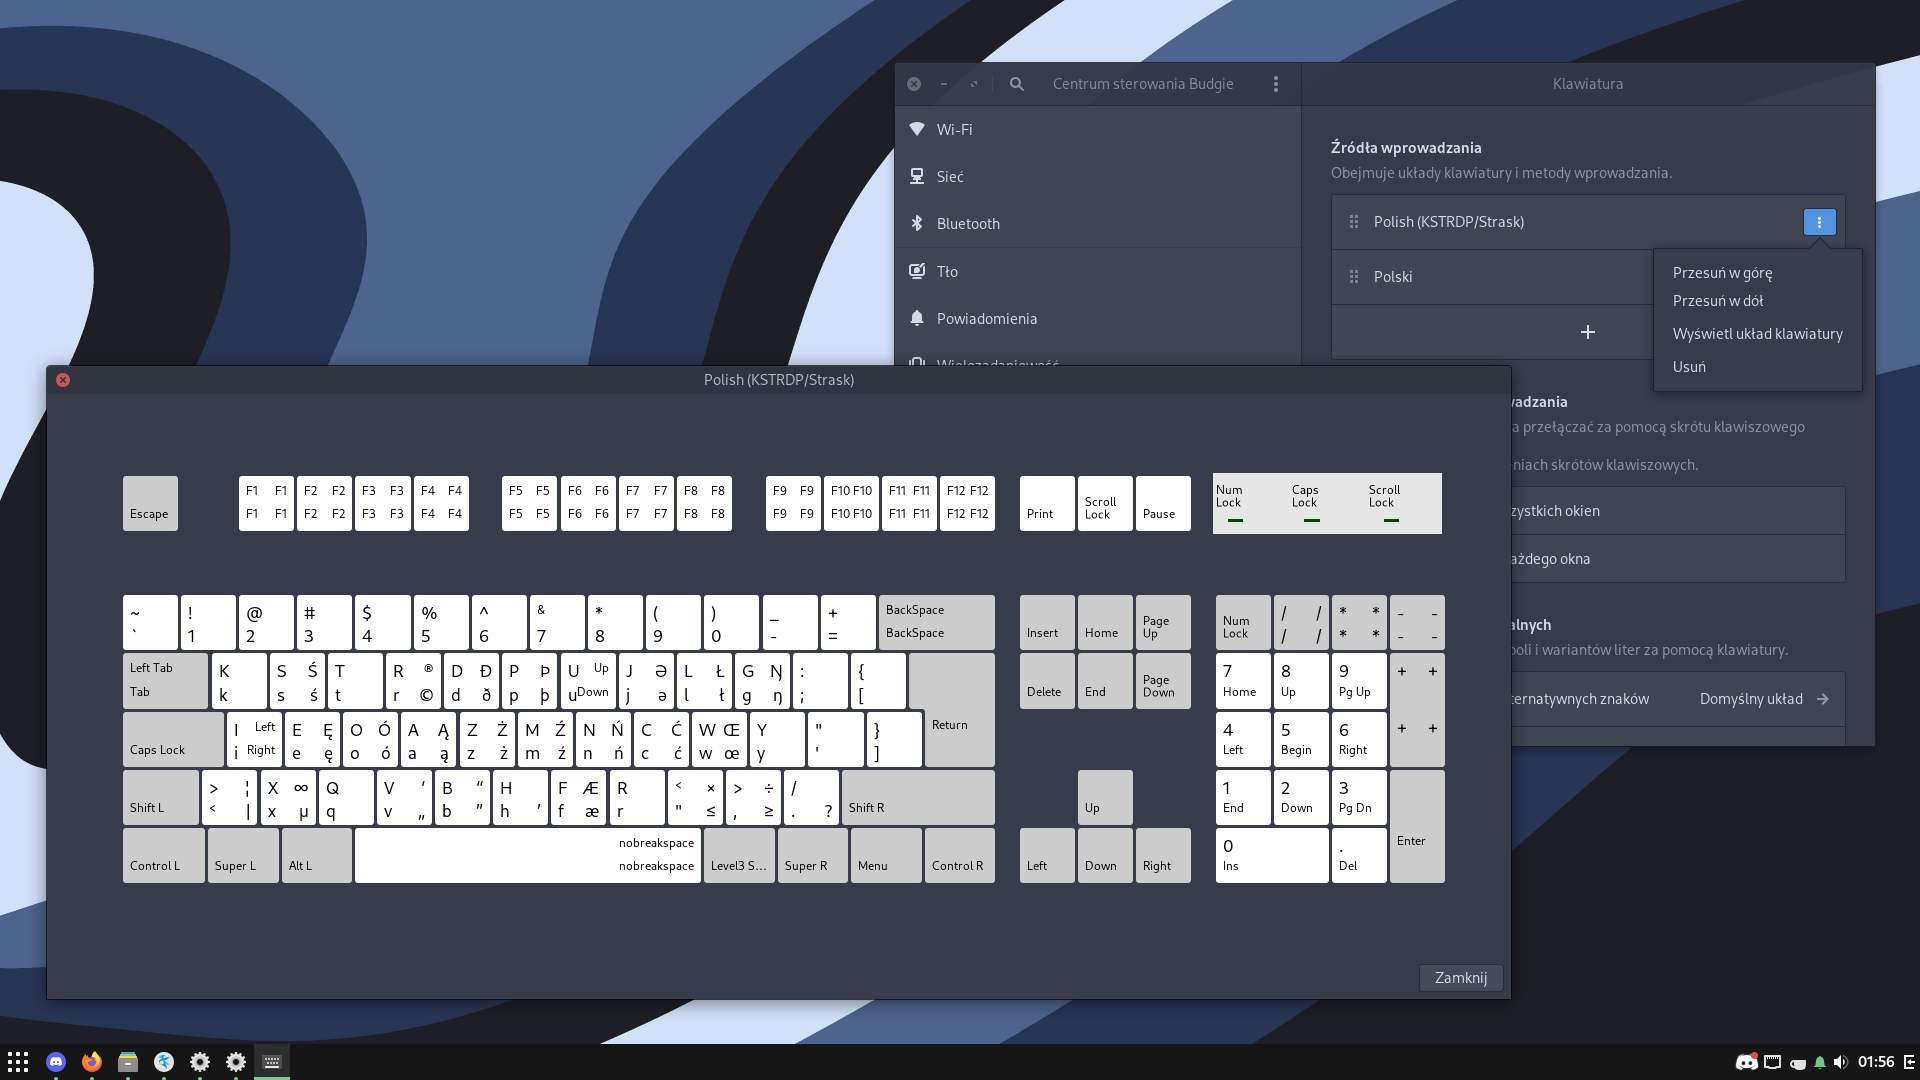 Centrum sterowania Budgie
Klawiatura
Wi-Fi
Sieć
Bluetooth
Tło
Powiadomienia
Wielozadaniowość
Źródła wprowadzania
Obejmuje układy klawiatury i metody wprowadzania.
Polish (KSTRDP/Strask)
Polski
+
Przesuń w górę
Przesuń w dół
Wyświetl układ klawiatury
Usuń
wadzania
a przełączać za pomocą skrótu klawiszowego
niach skrótów klawiszowych.
zystkich okien
ażdego okna
alnych
boli i wariantów liter za pomocą klawiatury.
ternatywnych znaków Domyślny układ
Polish (KSTRDP/Strask)
Escape
F1 F1 F2 F2 F3 F3 F4 F4 F5 F5 F6 F6 F7 F7 F8 F8 F9 F9 F10 F10 F11 F11 F12 F12
F1 F1 F2 F2 F3 F3 F4 F4 F5 F5 F6 F6 F7 F7 F8 F8 F9 F9 F10 F10 F11 F11 F12 F12
Print
Scroll
Lock
Pause
Num
Lock
Caps
Lock
Scroll
Lock
~ ! @ # $ % ^ & * ( ) _ + BackSpace
` 1 2 3 4 5 6 7 8 9 0 - = BackSpace
Insert Home
Page
Up
Num
Lock
/ / * * - -
/ / * * - -
Left Tab K S Ś T R ® D Đ P Þ U Up J Ə L Ł G Ŋ : {
Tab k s ś t r © d ð p þ u Down j ə l ł g ŋ ; [
Delete End
Page
Down
7 8 9 + +
Home Up Pg Up
Caps Lock
I Left E Ę O Ó A Ą Z Ż M Ź N Ń C Ć W Œ Y " }
i Right e ę o ó a ą z ż m ź n ń c ć w œ y ' ]
Return
4 5 6 + +
Left Begin Right
Shift L
> ¦ X ∞ Q V ‘ B “ H F Æ R < × > ÷ /
< | x µ q v „ b ” h ’ f æ r " ≤ , ≥ . ?
Shift R
Up
1 2 3
End Down Pg Dn
Enter
nobreakspace
Control L Super L Alt L nobreakspace Level3 S... Super R Menu Control R
Left Down Right
0 .
Ins Del
Zamknij
01:56